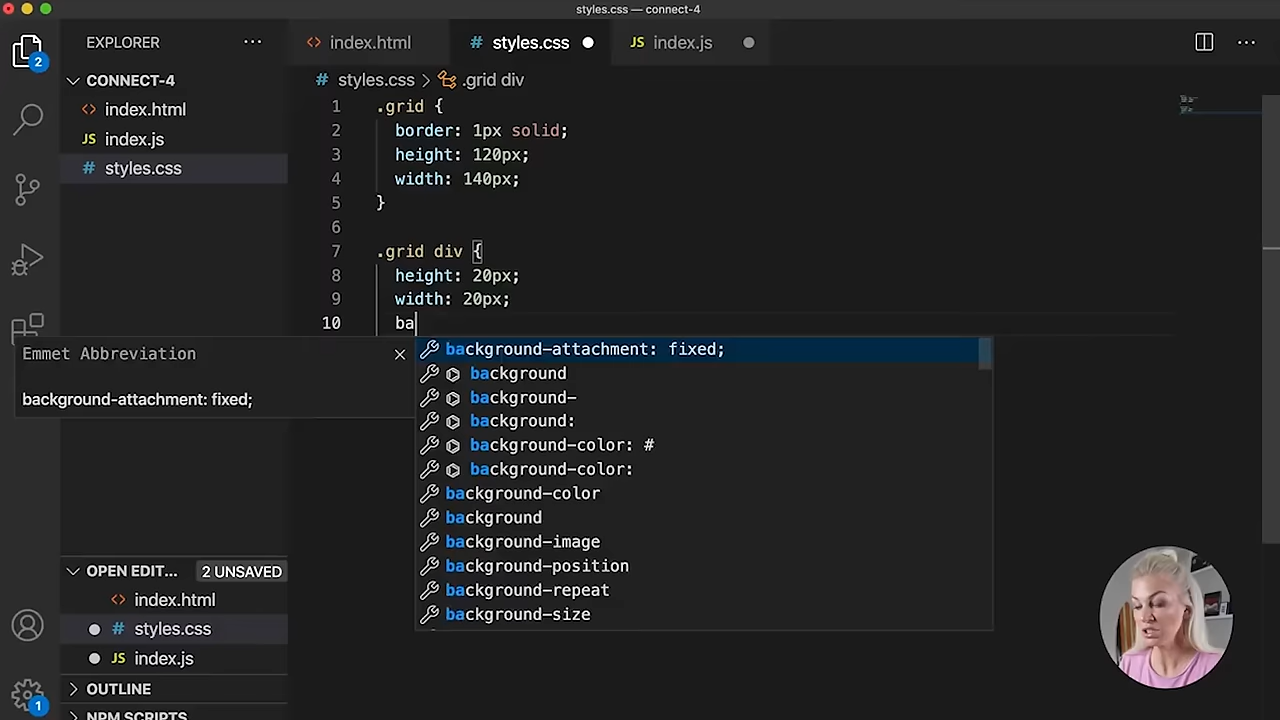 styles.css — connect-4
EXPLORER
index.html
styles.css
JS index.js
2
CONNECT-4
index.html
JS index.js
# styles.css
# styles.css > .grid div
1 .grid {
2 border: 1px solid;
3 height: 120px;
4 width: 140px;
5 }
6
7 .grid div {
8 height: 20px;
9 width: 20px;
10 ba
Emmet Abbreviation
background-attachment: fixed;
background-attachment: fixed;
background
background-
background:
background-color: #
background-color:
background-color
background
background-image
background-position
background-repeat
background-size
OPEN EDIT... 2 UNSAVED
index.html
# styles.css
JS index.js
OUTLINE
NPM SCRIPTS
1